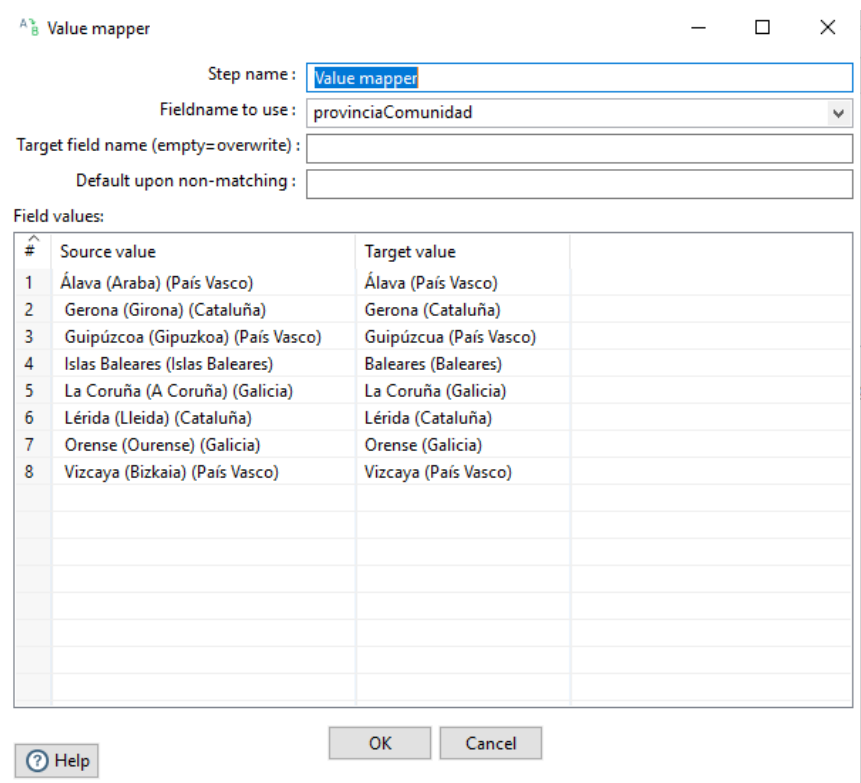 Value mapper
Step name : Value mapper
Fieldname to use : provinciaComunidad
Target field name (empty=overwrite) :
Default upon non-matching :
Field values:
# Source value Target value
1 Álava (Araba) (País Vasco) Álava (País Vasco)
2 Gerona (Girona) (Cataluña) Gerona (Cataluña)
3 Guipúzcoa (Gipuzkoa) (País Vasco) Guipúzcua (País Vasco)
4 Islas Baleares (Islas Baleares) Baleares (Baleares)
5 La Coruña (A Coruña) (Galicia) La Coruña (Galicia)
6 Lérida (Lleida) (Cataluña) Lérida (Cataluña)
7 Orense (Ourense) (Galicia) Orense (Galicia)
8 Vizcaya (Bizkaia) (País Vasco) Vizcaya (País Vasco)
OK Cancel
? Help